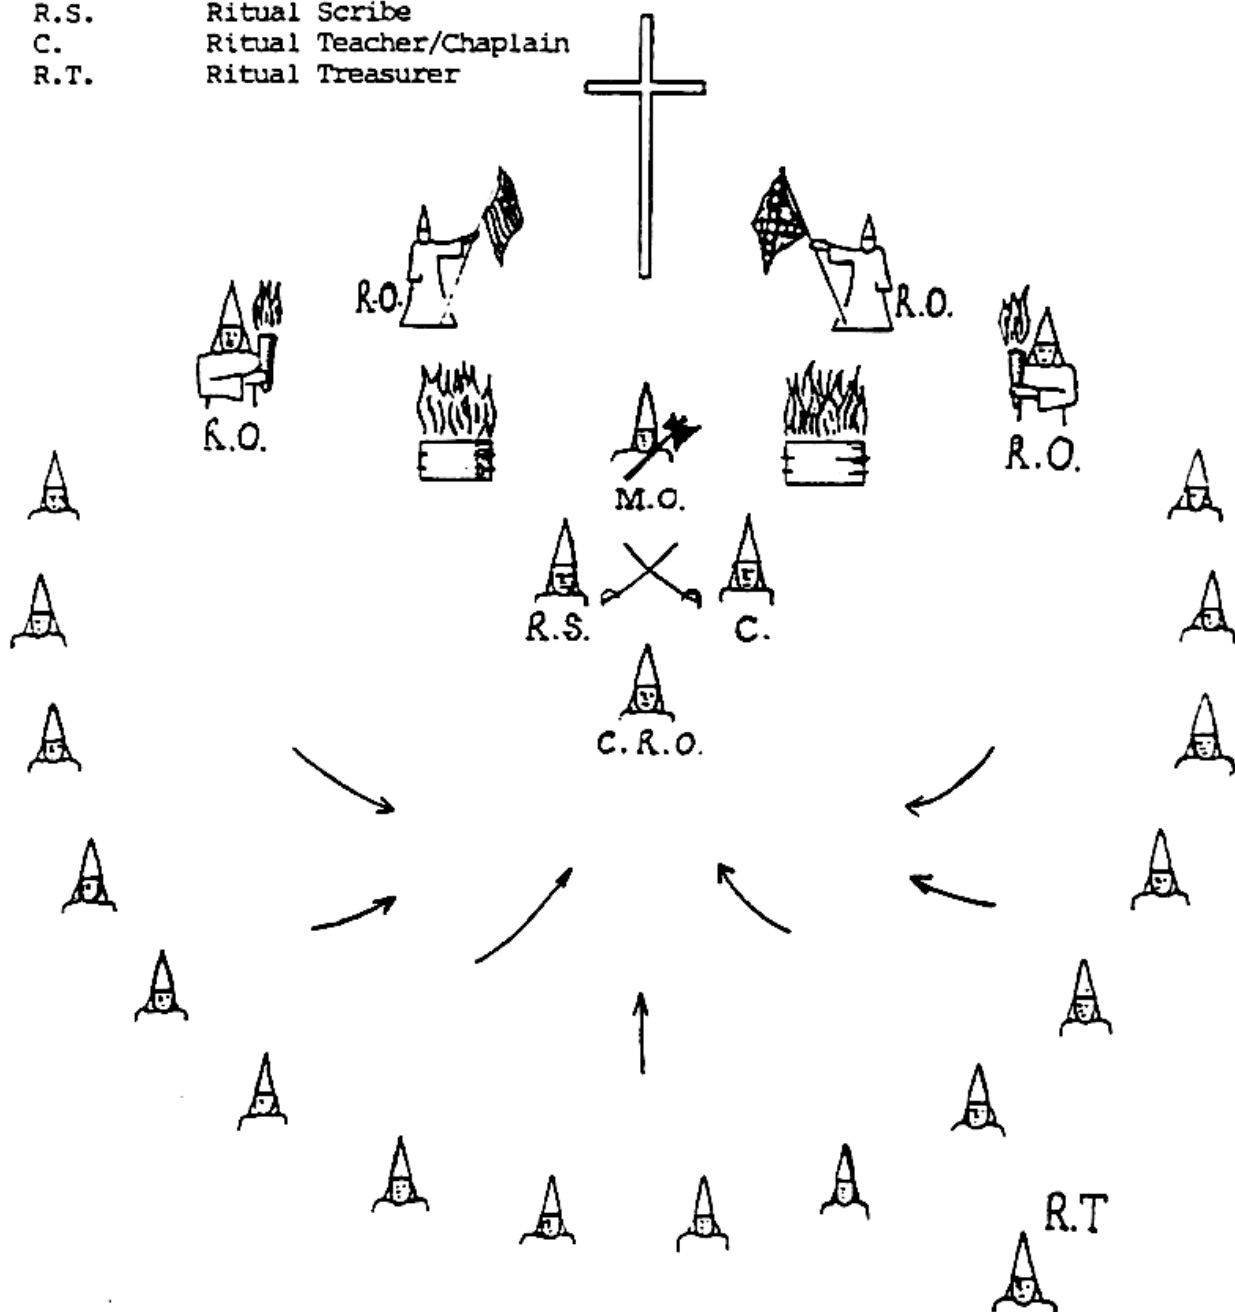 R.S. Ritual Scribe
C. Ritual Teacher/Chaplain
R.T. Ritual Treasurer
R.O. R.O.
R.O. R.O.
M.O.
R.S. C.
C.R.O.
R.T